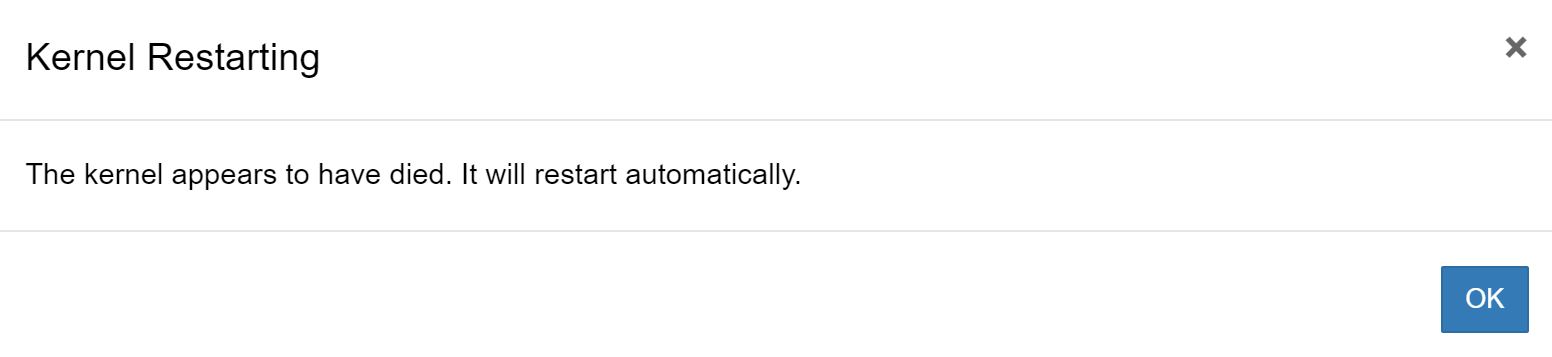 Kernel Restarting
The kernel appears to have died. It will restart automatically.
OK